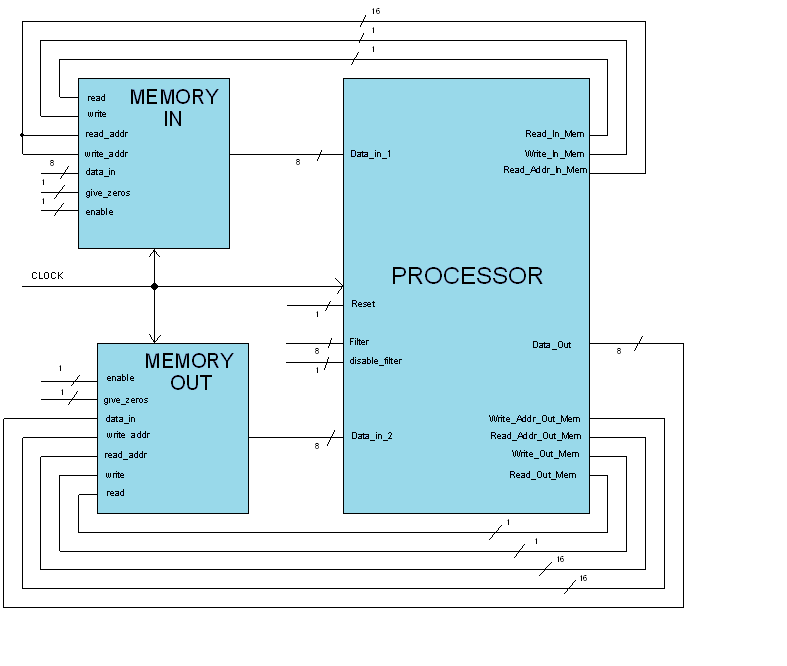 16
1
1
MEMORY
IN
read
write
read_addr
write_addr
8
data_in
1
give_zeros
1
enable
8
Data_in_1
Read_In_Mem
Write_In_Mem
Read_Addr_In_Mem
CLOCK
PROCESSOR
Reset
1
Filter
8
disable_filter
1
Data_Out
8
MEMORY
OUT
1
enable
1
give_zeros
data_in
write addr
read_addr
write
read
8
Data_in_2
Write_Addr_Out_Mem
Read_Addr_Out_Mem
Write_Out_Mem
Read_Out_Mem
1
1
16
16